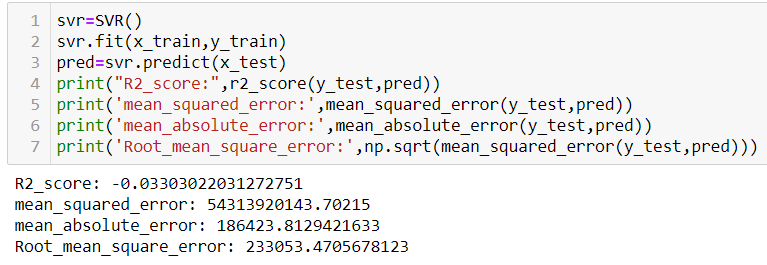 1 svr=SVR()
2 svr.fit(x_train,y_train)
3 pred=svr.predict(x_test)
4 print("R2_score:",r2_score(y_test,pred))
5 print('mean_squared_error:',mean_squared_error(y_test,pred))
6 print('mean_absolute_error:',mean_absolute_error(y_test,pred))
7 print('Root_mean_square_error:',np.sqrt(mean_squared_error(y_test,pred)))
R2_score: -0.03303022031272751
mean_squared_error: 54313920143.70215
mean_absolute_error: 186423.8129421633
Root_mean_square_error: 233053.4705678123